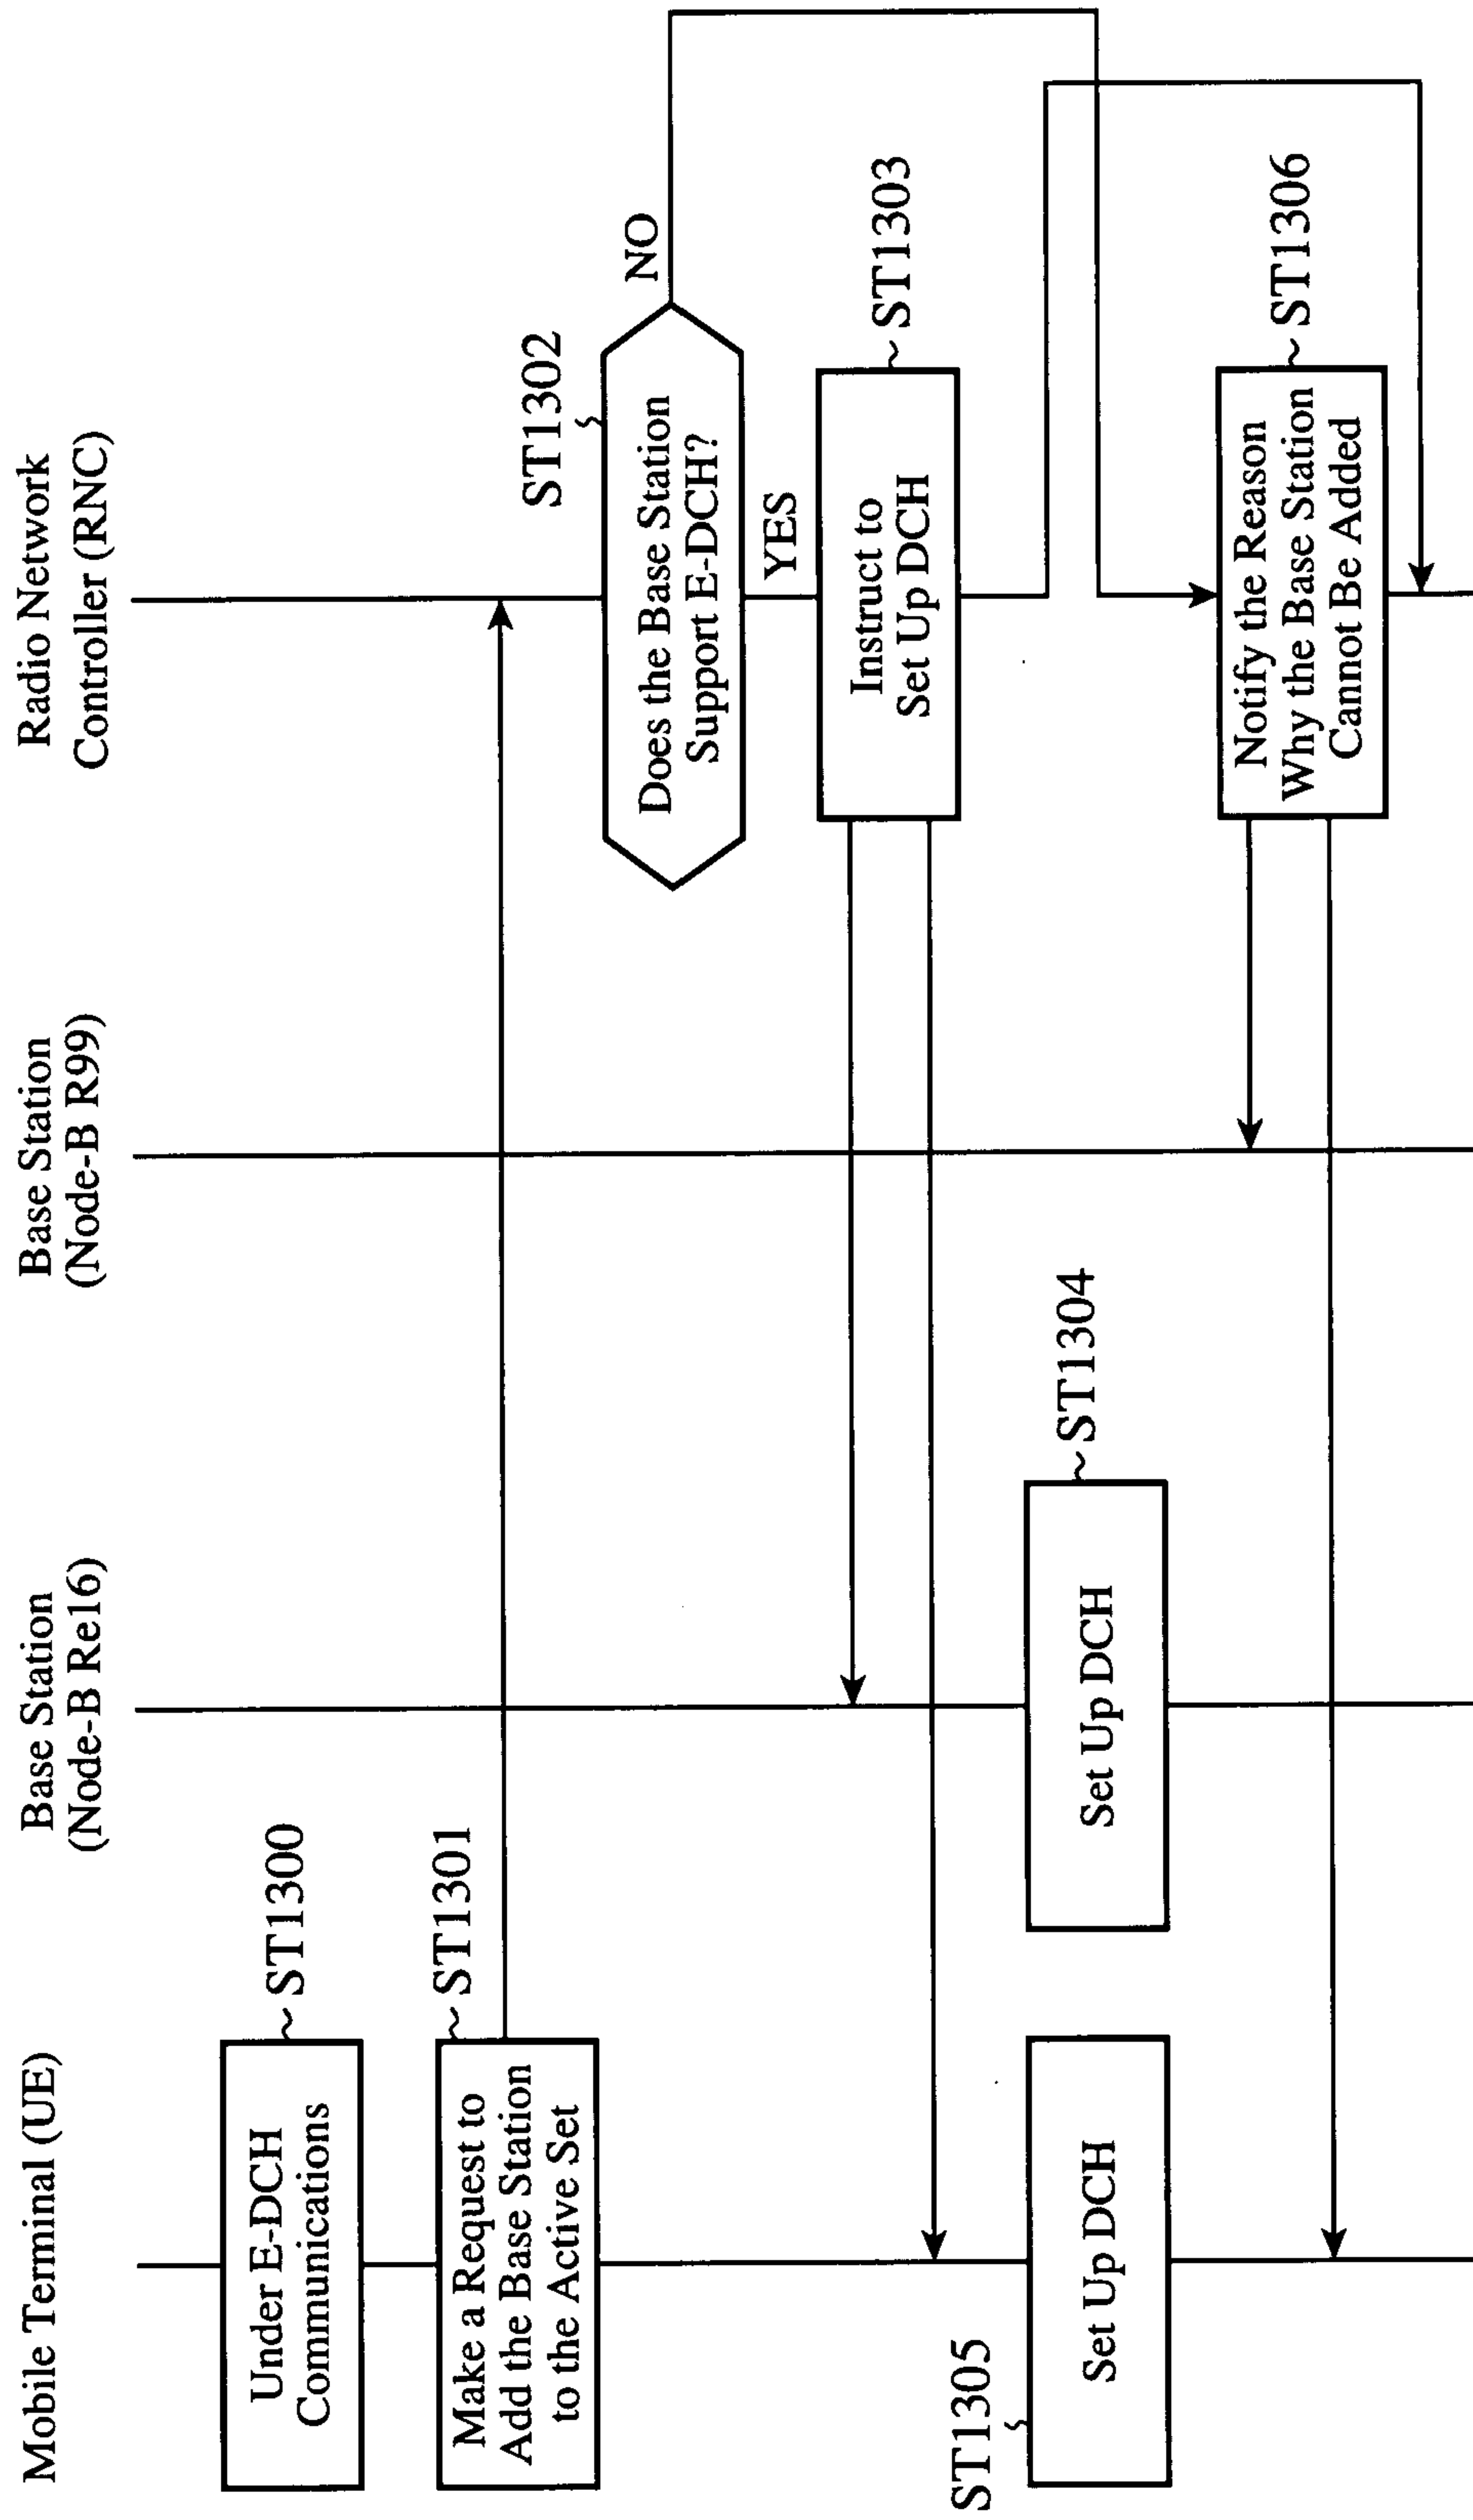 Mobile Terminal (UE)
Base Station
(Node-B Re16)
Base Station
(Node-B R99)
Radio Network
Controller (RNC)
Under E-DCH
Communications
ST1300
Make a Request to
Add the Base Station
to the Active Set
ST1301
ST1302
Does the Base Station
Support E-DCH?
NO
YES
Instruct to
Set Up DCH
ST1303
Set Up DCH
ST1304
ST1305
Set Up DCH
Notify the Reason
Why the Base Station
Cannot Be Added
ST1306